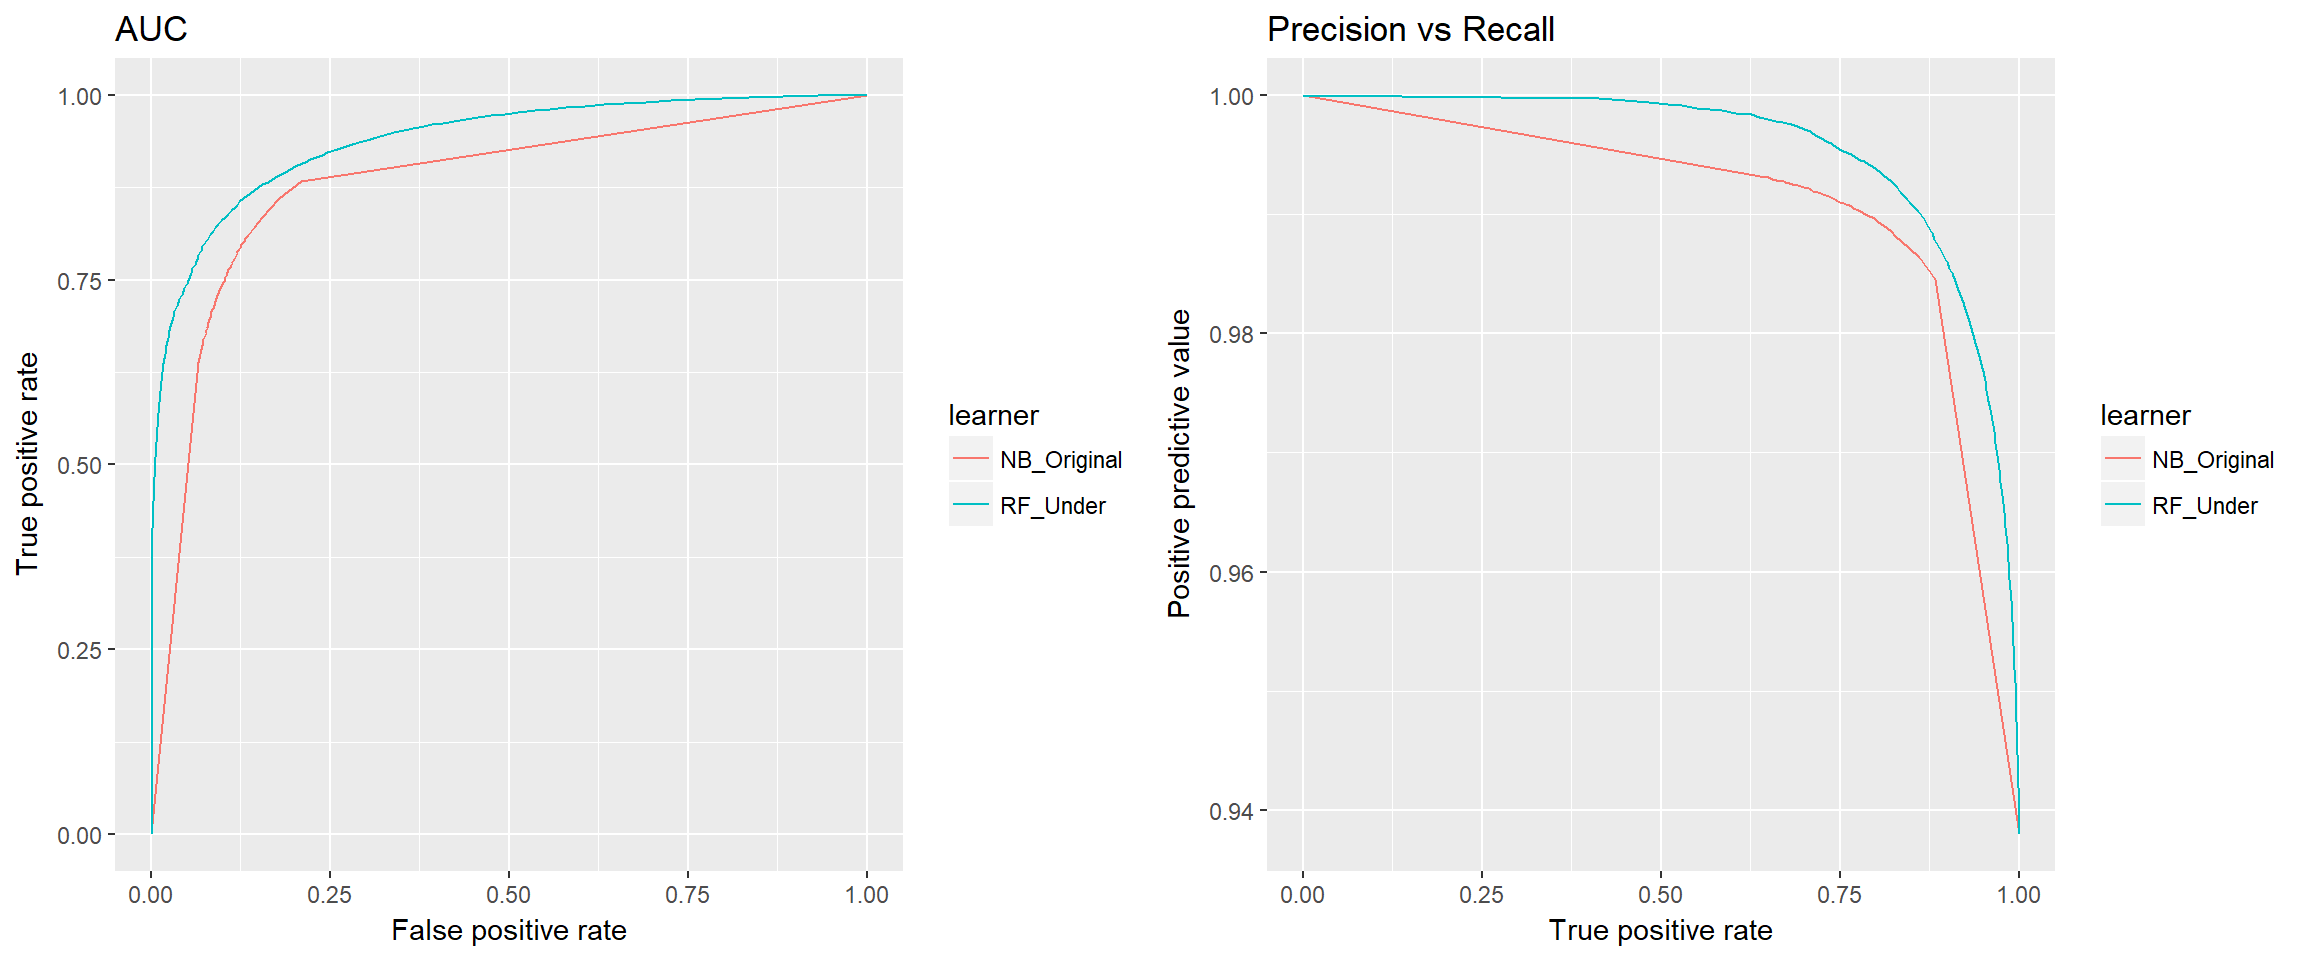 AUC
True positive rate
1.00
0.75
0.50
0.25
0.00
0.00 0.25 0.50 0.75 1.00
False positive rate
learner
NB_Original
RF_Under
Precision vs Recall
Positive predictive value
1.00
0.98
0.96
0.94
0.00 0.25 0.50 0.75 1.00
True positive rate
learner
NB_Original
RF_Under